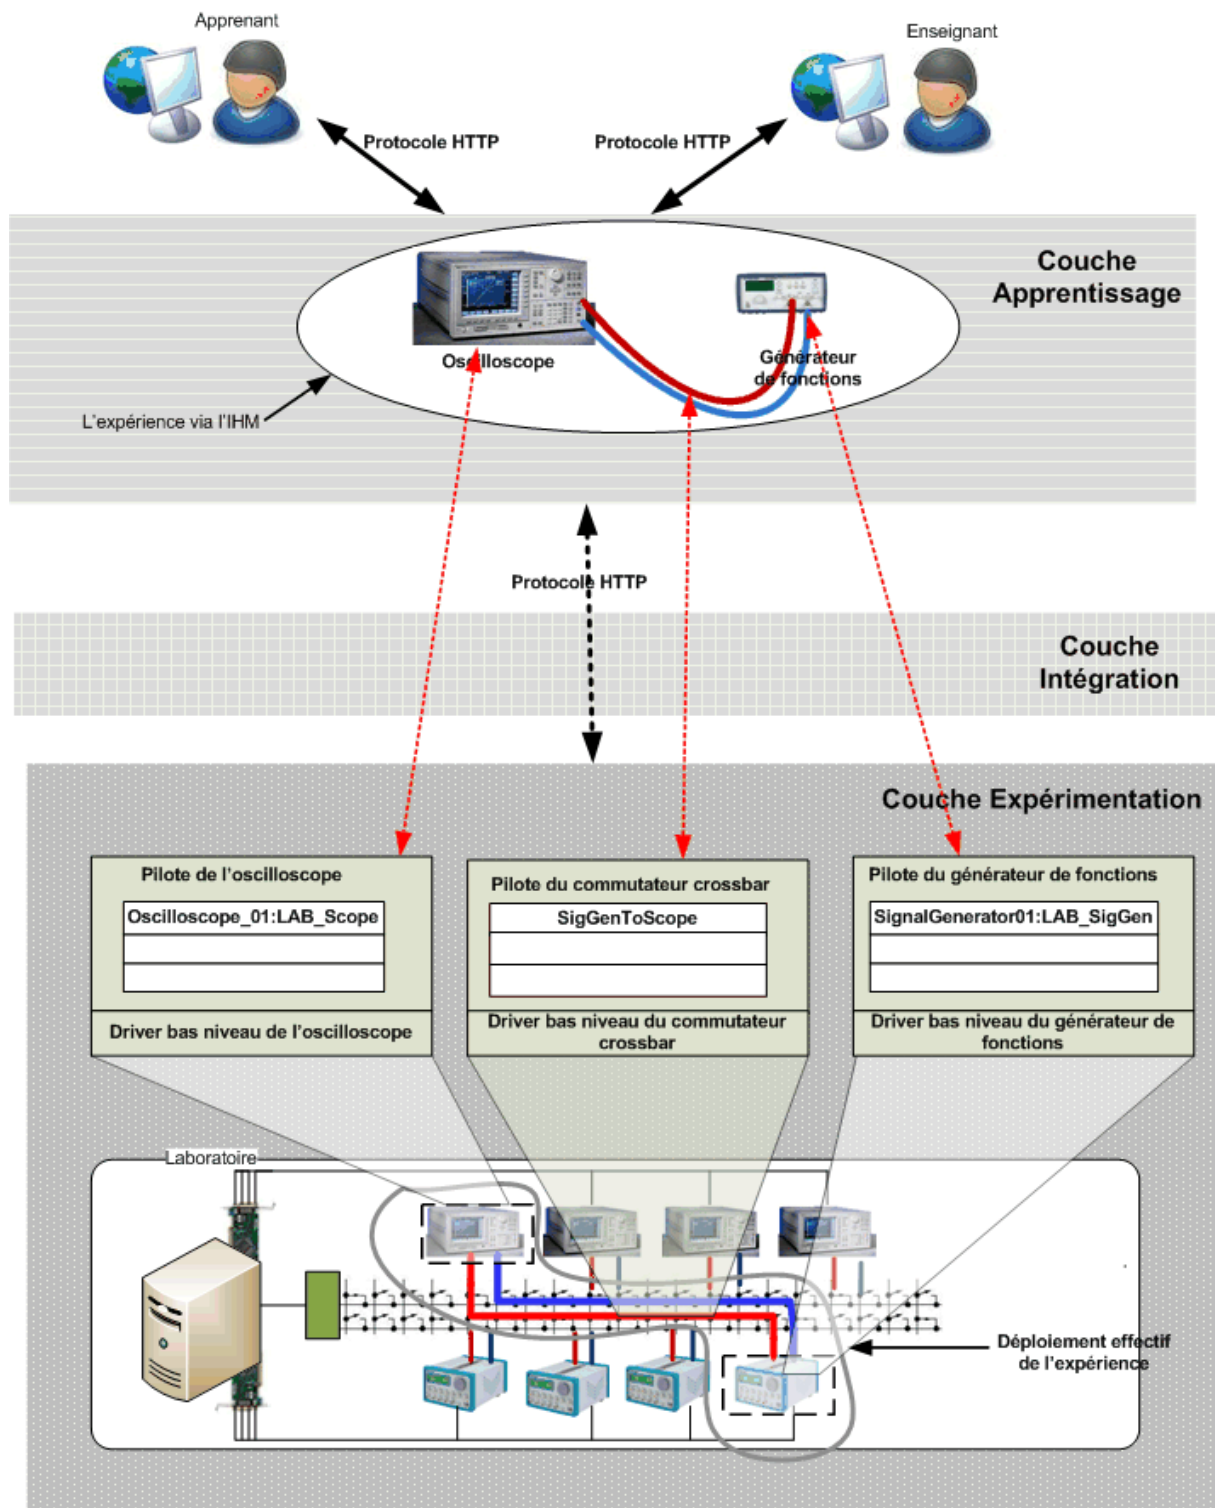 Apprenant
Enseignant
Protocole HTTP
Protocole HTTP
Couche
Apprentissage
Oscilloscope
Générateur
de fonctions
L'expérience via l'IHM
Protocole HTTP
Couche
Intégration
Couche Expérimentation
Pilote de l'oscilloscope
Oscilloscope_01:LAB_Scope
Driver bas niveau de l'oscilloscope
Pilote du commutateur crossbar
SigGenToScope
Driver bas niveau du commutateur
crossbar
Pilote du générateur de fonctions
SignalGenerator01:LAB_SigGen
Driver bas niveau du générateur de
fonctions
Laboratoire
Déploiement effectif
de l'expérience